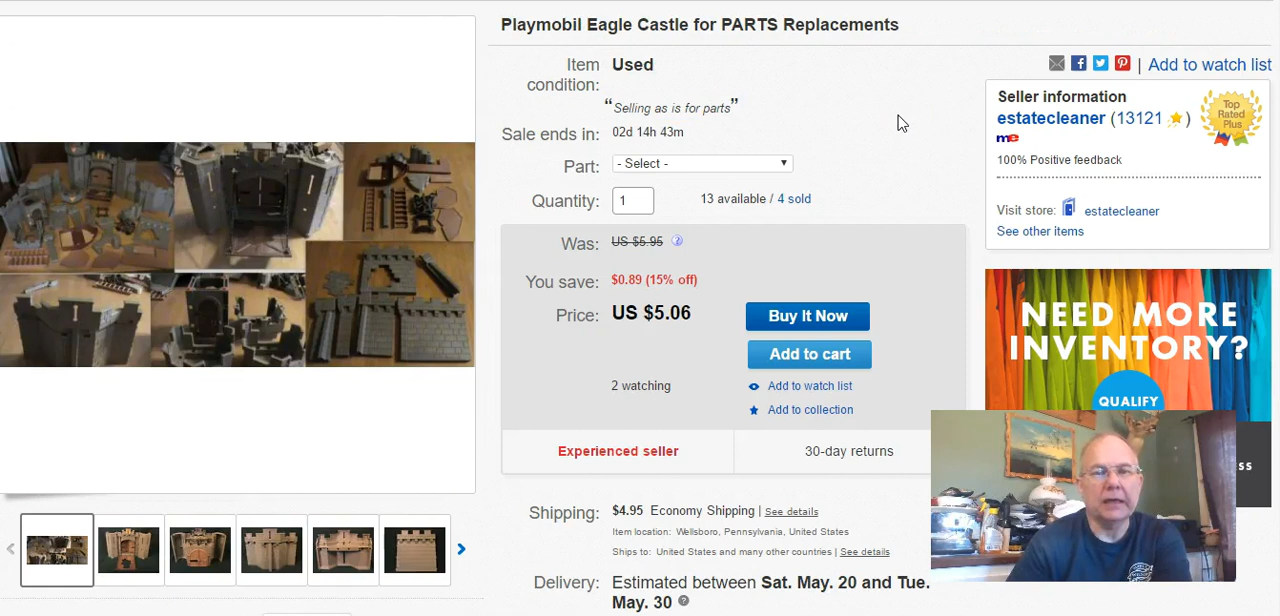 Playmobil Eagle Castle for PARTS Replacements
Item condition: Used
“Selling as is for parts”
Sale ends in: 02d 14h 43m
Part: - Select -
Quantity: 1 13 available / 4 sold
Was: US $5.95
You save: $0.89 (15% off)
Price: US $5.06
Buy It Now
Add to cart
2 watching
Add to watch list
Add to collection
Experienced seller
30-day returns
Shipping: $4.95 Economy Shipping | See details
Item location: Wellsboro, Pennsylvania, United States
Ships to: United States and many other countries | See details
Delivery: Estimated between Sat. May. 20 and Tue.
May. 30
| Add to watch list
Seller information
estatecleaner (13121 )
me
100% Positive feedback
Top
Rated
Plus
Visit store: estatecleaner
See other items
NEED MORE
INVENTORY?
QUALIFY